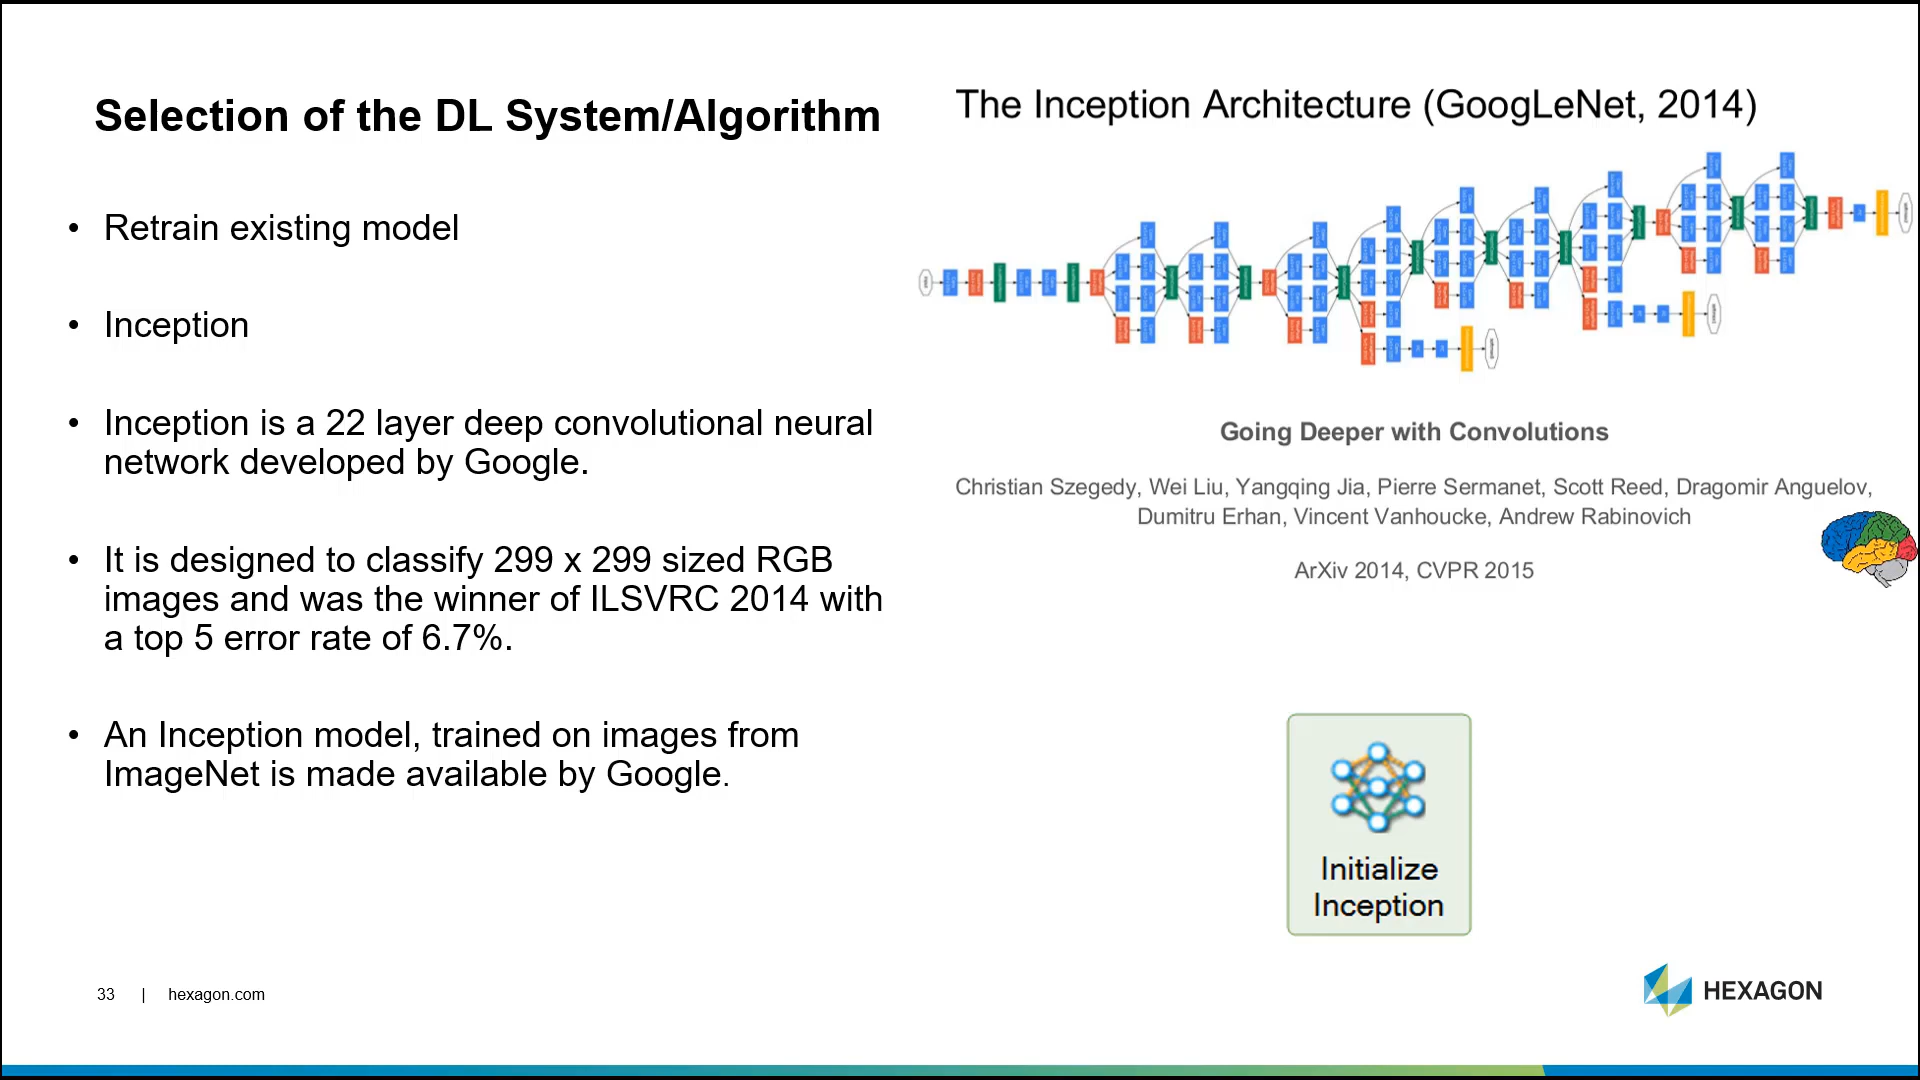 Selection of the DL System/Algorithm
• Retrain existing model
• Inception
• Inception is a 22 layer deep convolutional neural
network developed by Google.
• It is designed to classify 299 x 299 sized RGB
images and was the winner of ILSVRC 2014 with
a top 5 error rate of 6.7%.
• An Inception model, trained on images from
ImageNet is made available by Google.
The Inception Architecture (GoogLeNet, 2014)
Going Deeper with Convolutions
Christian Szegedy, Wei Liu, Yangqing Jia, Pierre Sermanet, Scott Reed, Dragomir Anguelov,
Dumitru Erhan, Vincent Vanhoucke, Andrew Rabinovich
ArXiv 2014, CVPR 2015
Initialize
Inception
33 | hexagon.com
HEXAGON